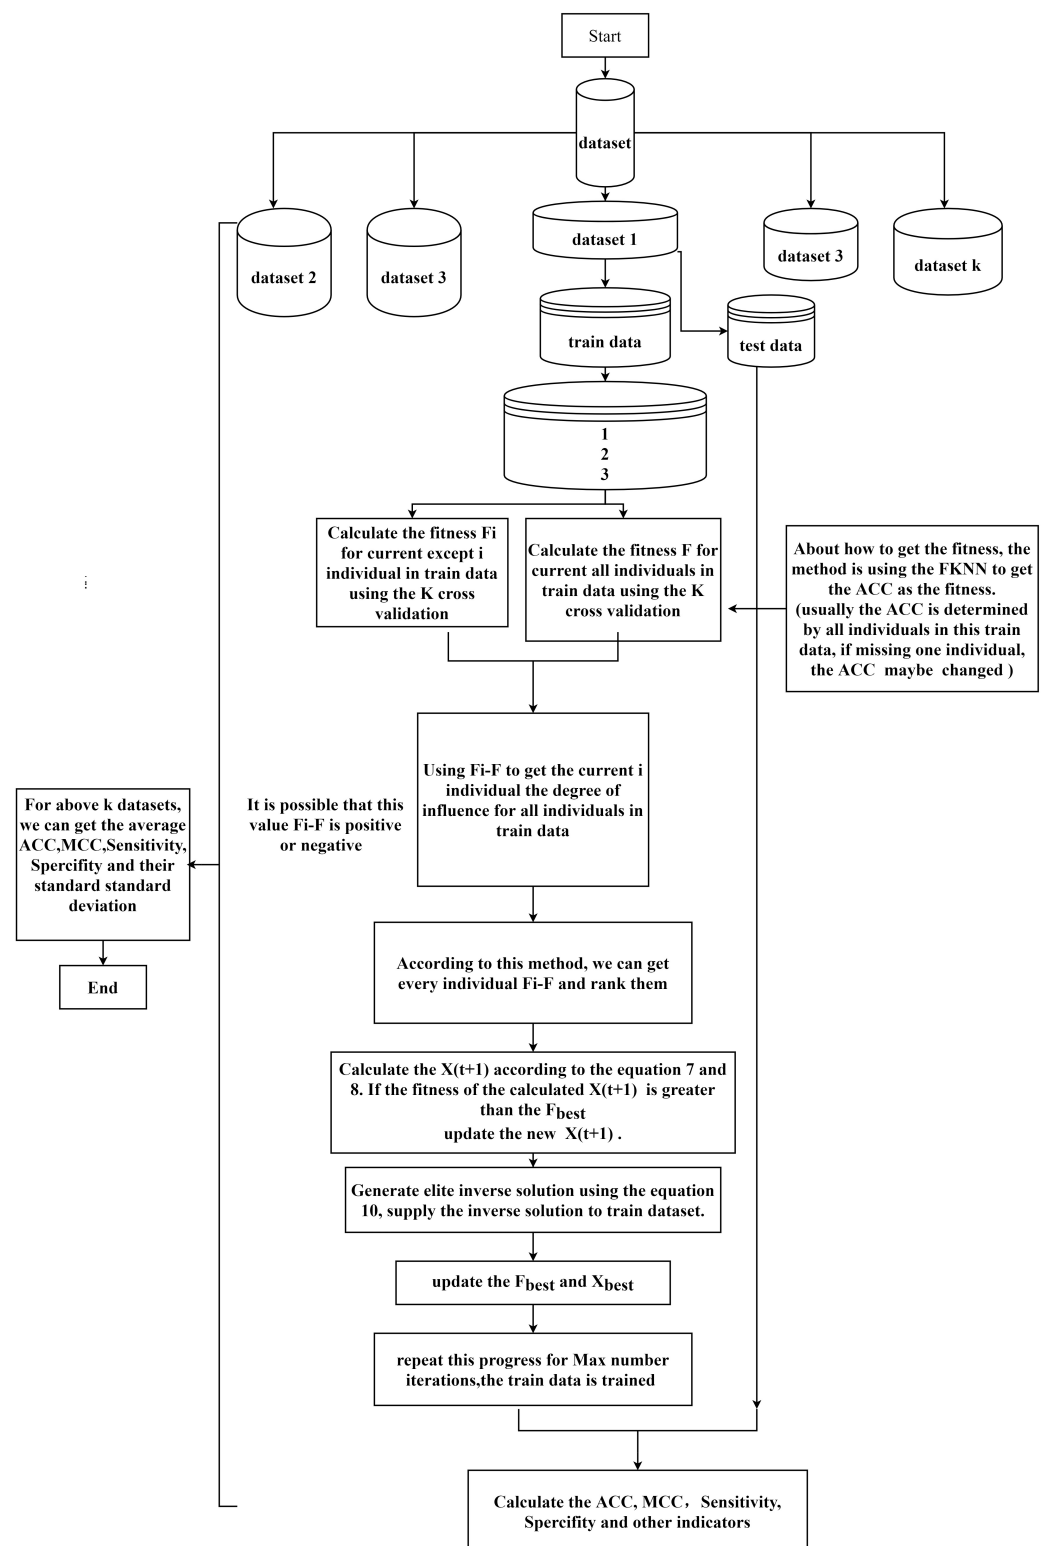 Start
dataset
dataset 2
dataset 3
dataset 1
dataset 3
dataset k
train data
test data
1
2
3
Calculate the fitness Fi
for current except i
individual in train data
using the K cross
validation
Calculate the fitness F for
current all individuals in
train data using the K
cross validation
About how to get the fitness, the
method is using the FKNN to get
the ACC as the fitness.
(usually the ACC is determined
by all individuals in this train
data, if missing one individual,
the ACC maybe changed )
Using Fi-F to get the current i
individual the degree of
influence for all individuals in
train data
It is possible that this
value Fi-F is positive
or negative
For above k datasets,
we can get the average
ACC,MCC,Sensitivity,
Spercifity and their
standard standard
deviation
End
According to this method, we can get
every individual Fi-F and rank them
Calculate the X(t+1) according to the equation 7 and
8. If the fitness of the calculated X(t+1) is greater
than the Fbest
update the new X(t+1) .
Generate elite inverse solution using the equation
10, supply the inverse solution to train dataset.
update the Fbest and Xbest
repeat this progress for Max number
iterctions,the train data is trained
Calculate the ACC, MCC，Sensitivity,
Spercifity and other indicators